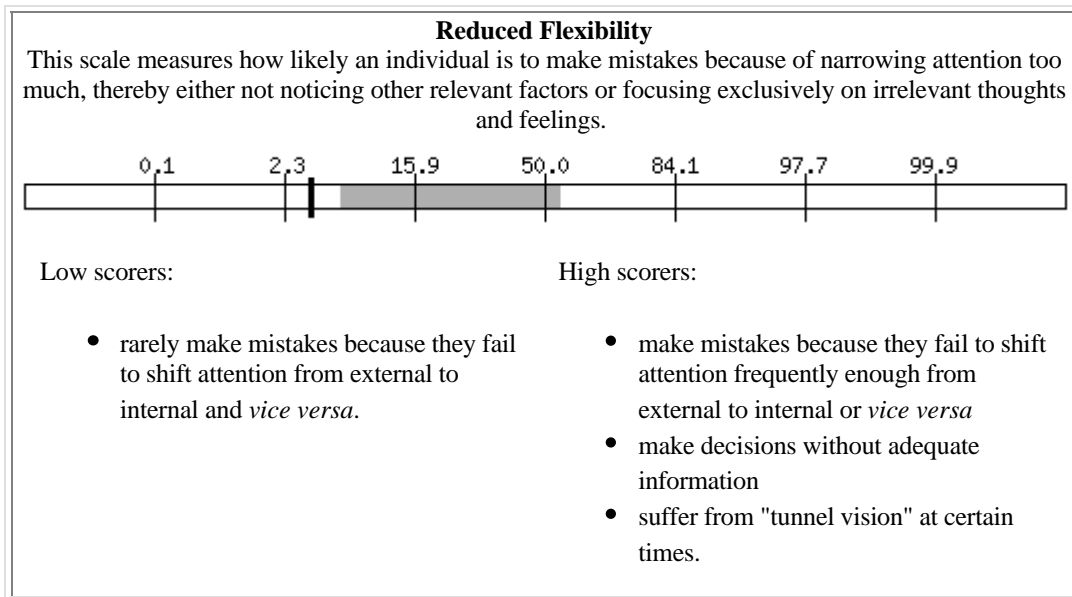 Reduced Flexibility
This scale measures how likely an individual is to make mistakes because of narrowing attention too
much, thereby either not noticing other relevant factors or focusing exclusively on irrelevant thoughts
and feelings.
0.1 2.3 15.9 50.0 84.1 97.7 99.9
Low scorers:
• rarely make mistakes because they fail
to shift attention from external to
internal and vice versa.
High scorers:
• make mistakes because they fail to shift
attention frequently enough from
external to internal or vice versa
• make decisions without adequate
information
• suffer from "tunnel vision" at certain
times.